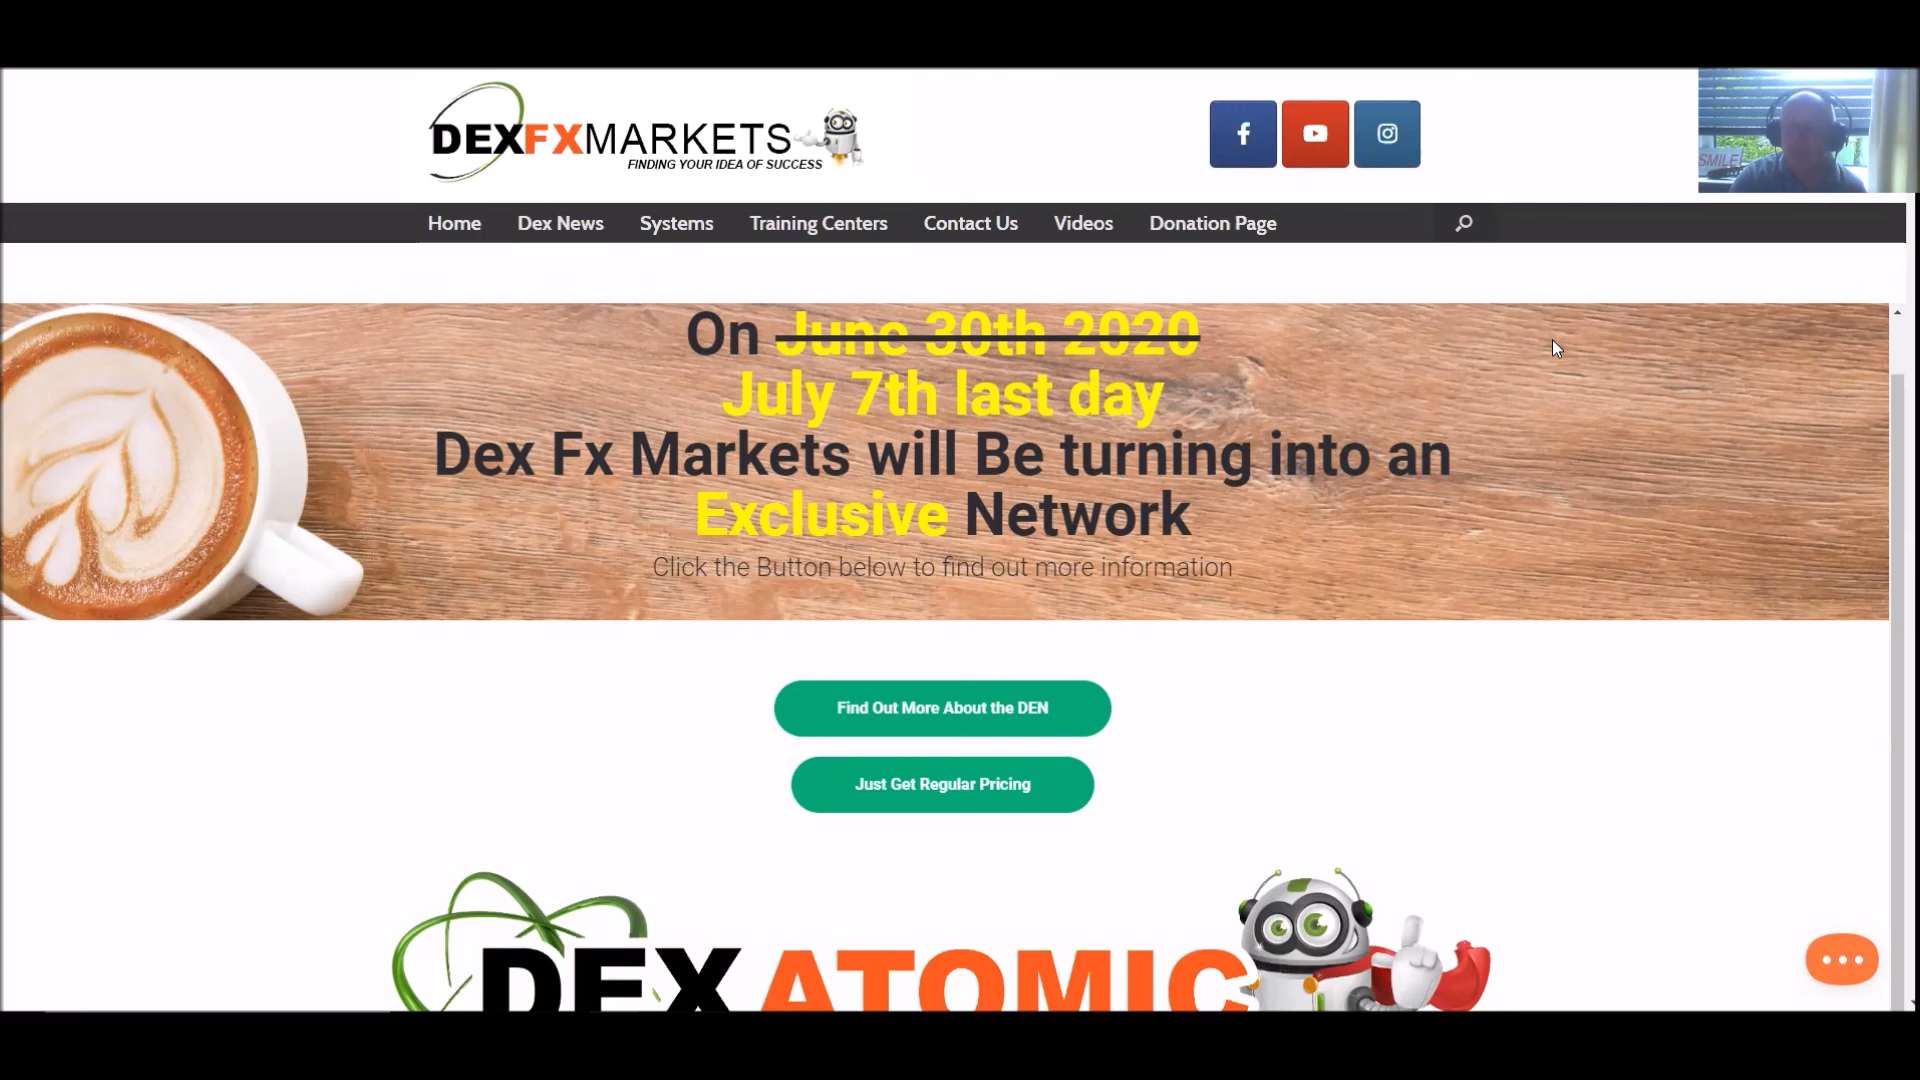 DEXFXMARKETS
FINDING YOUR IDEA OF SUCCESS
SMILE
Home Dex News Systems Training Centers Contact Us Videos Donation Page
On June 30th 2020
July 7th last day
Dex Fx Markets will Be turning into an
Exclusive Network
Click the Button below to find out more information
Find Out More About the DEN
Just Get Regular Pricing
DEXATOMIC